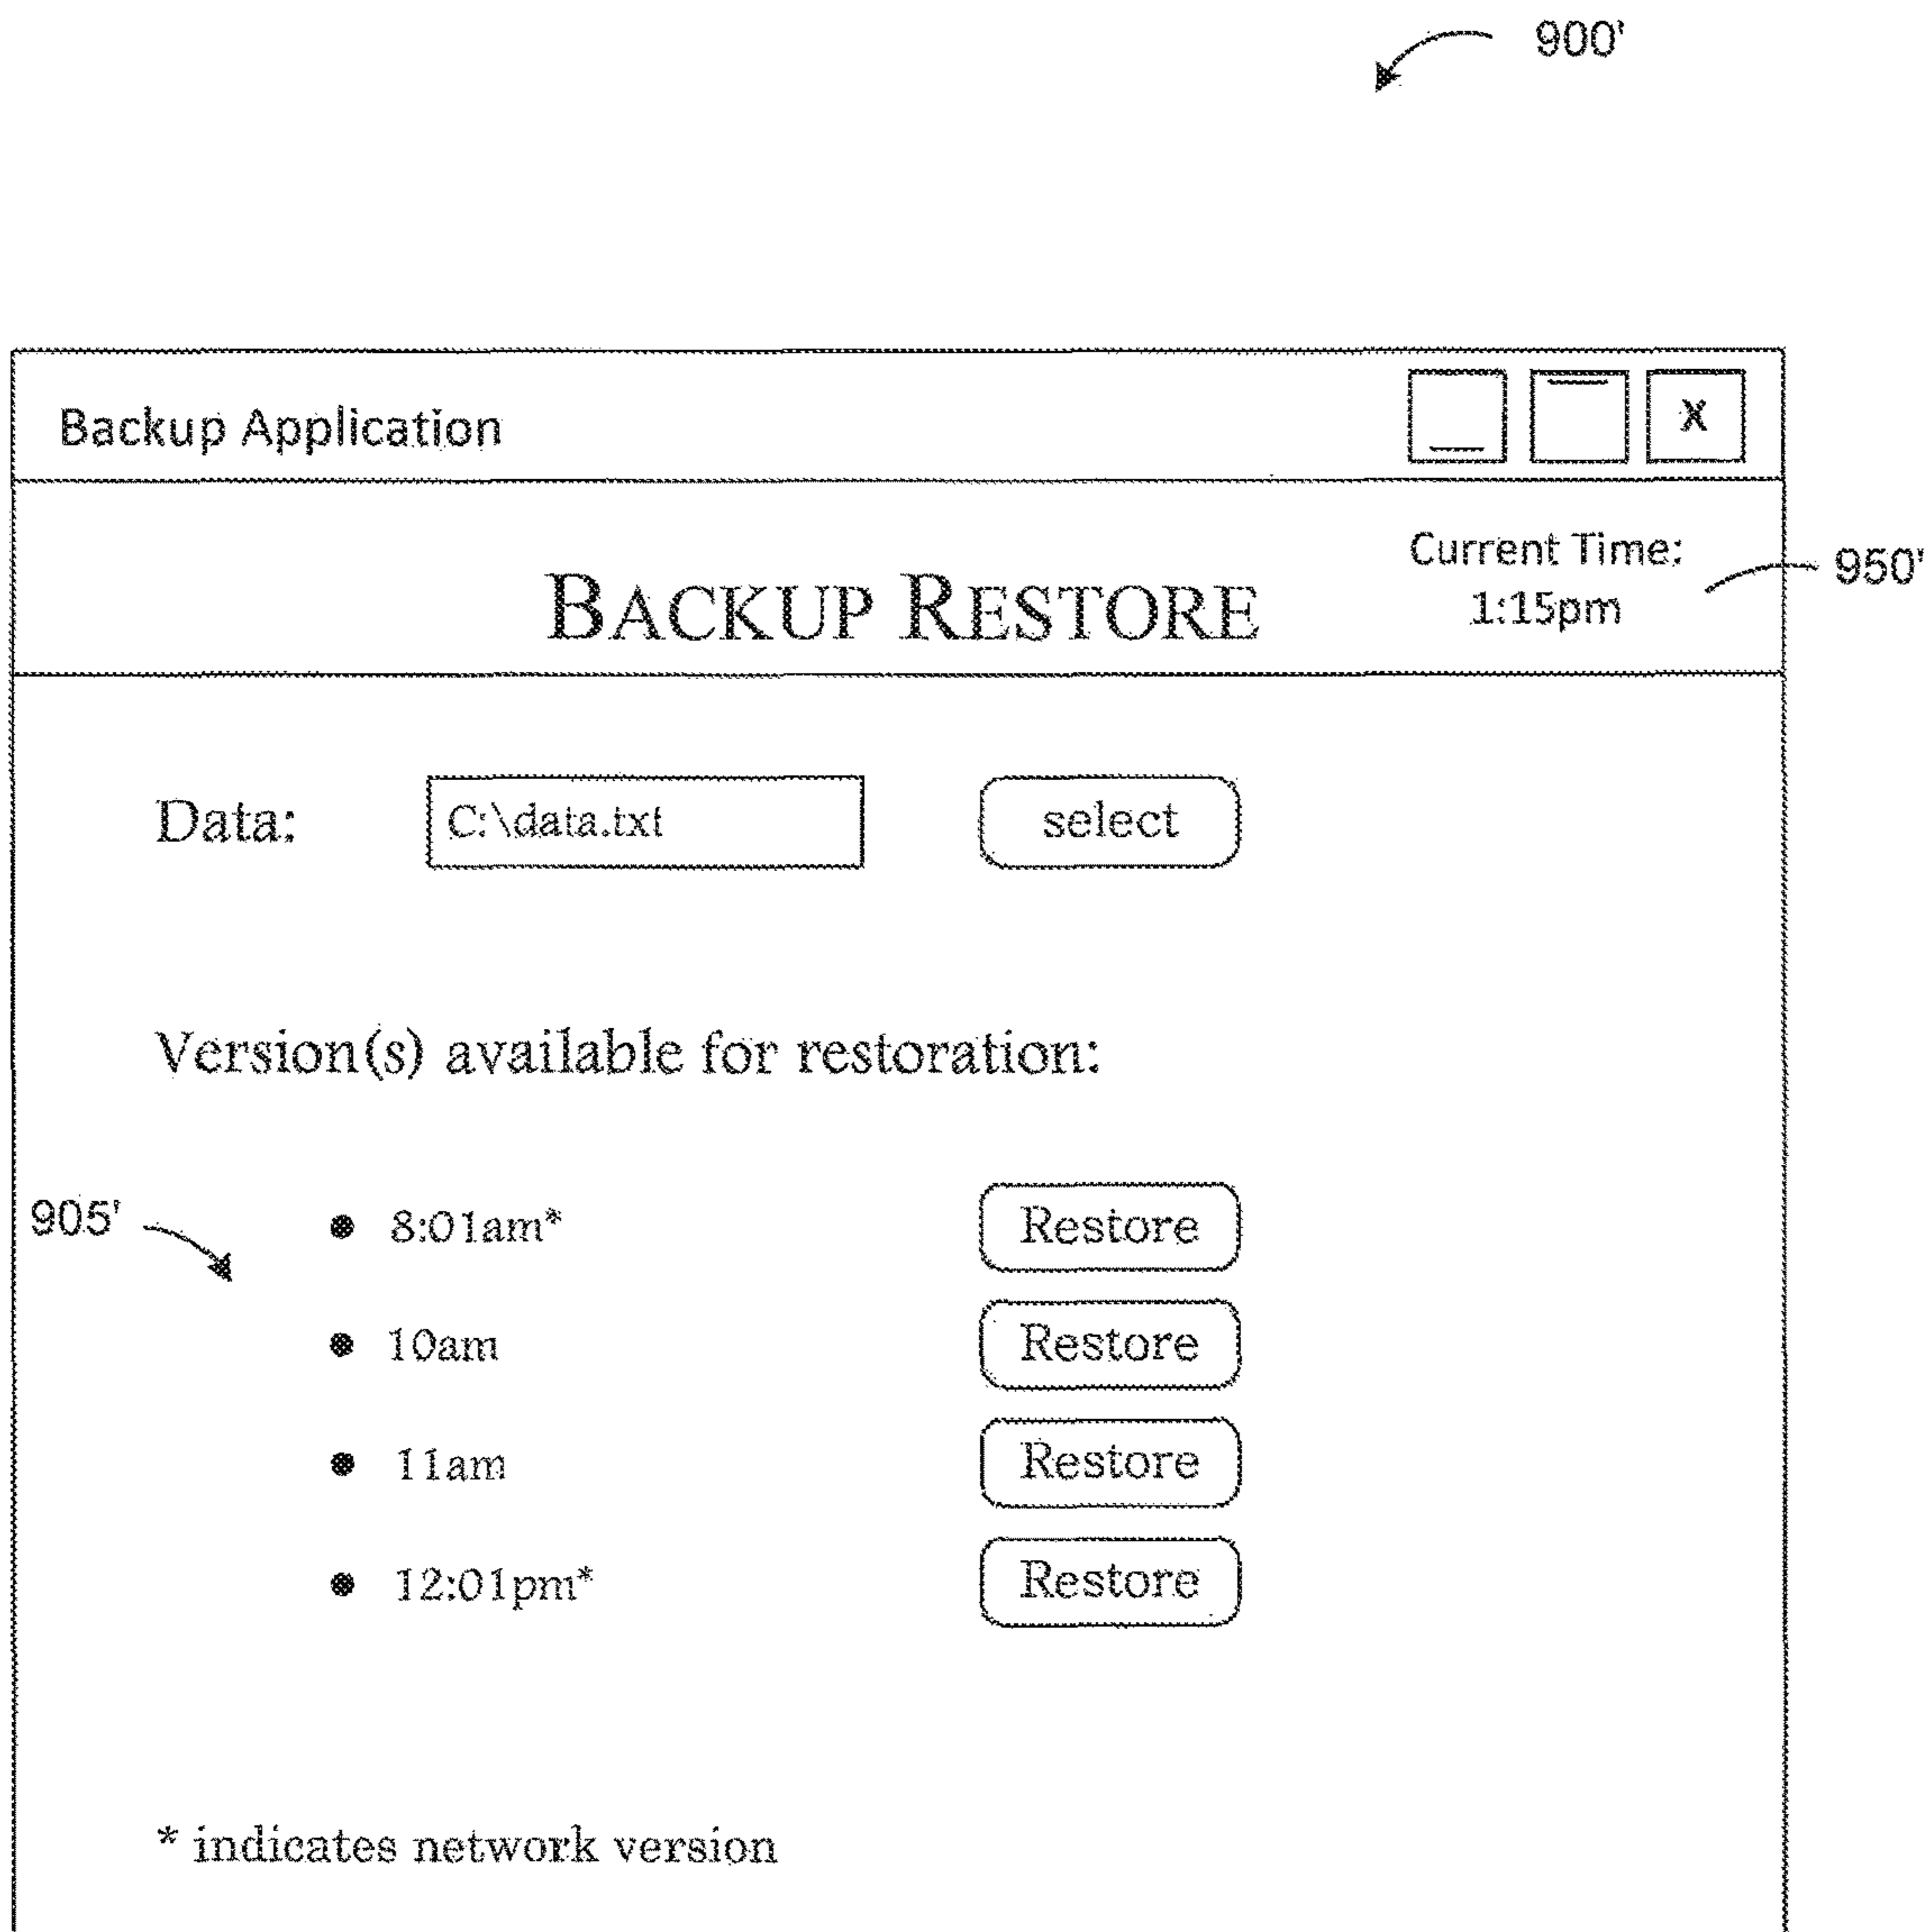 900'
Backup Application X
Current Time:
BACKUP RESTORE
1:15pm
950'
Data: C:\data.txt select
Version(s) available for restoration:
905'
• 8:01am* Restore
• 10am Restore
• 11am Restore
• 12:01pm* Restore
* indicates network version